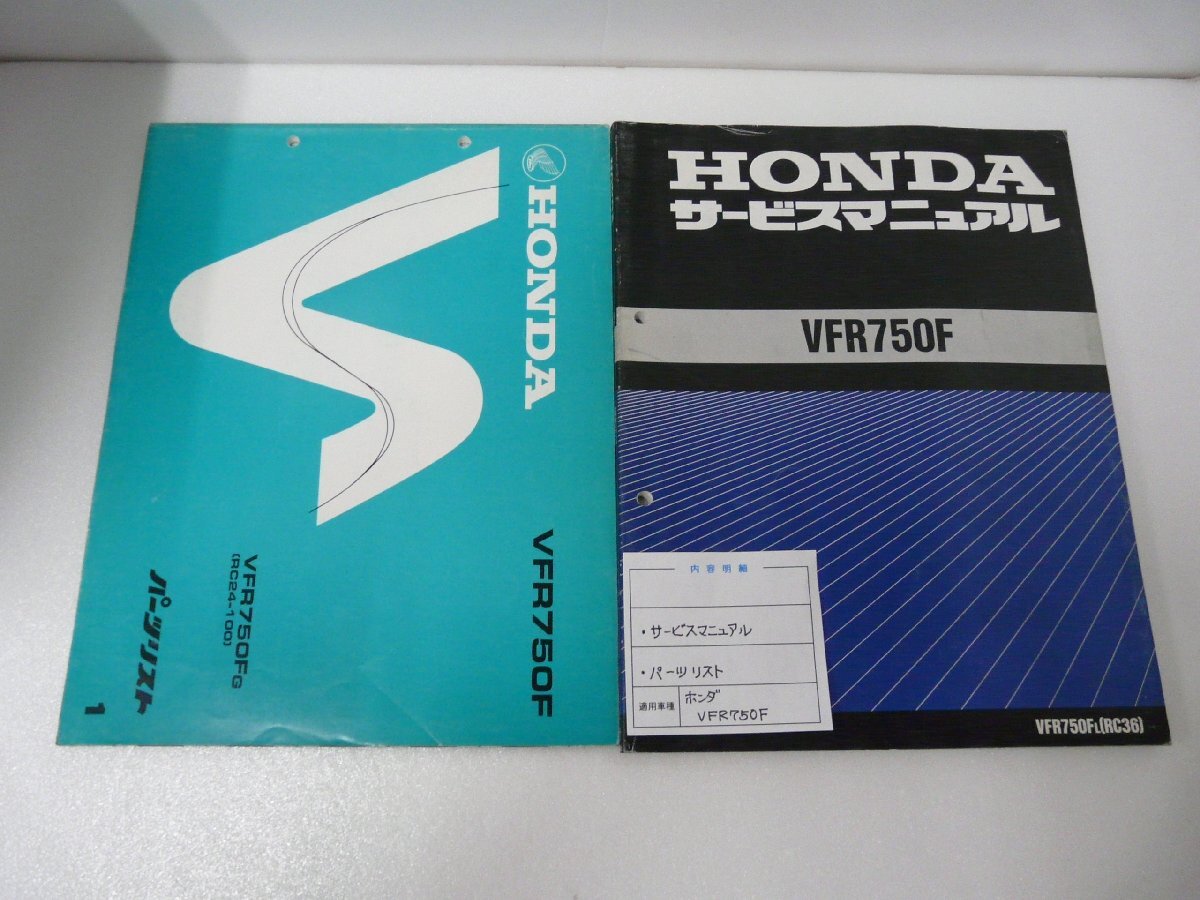 HONDA
VFR750F
VFR750FG
(RC24-100)
パーツリスト
1
HONDA
サービスマニュアル
VFR750F
内容明細
・サービスマニュアル
・パーツリスト
適用車種
ホンダ
VFR750F
VFR750FL(RC36)